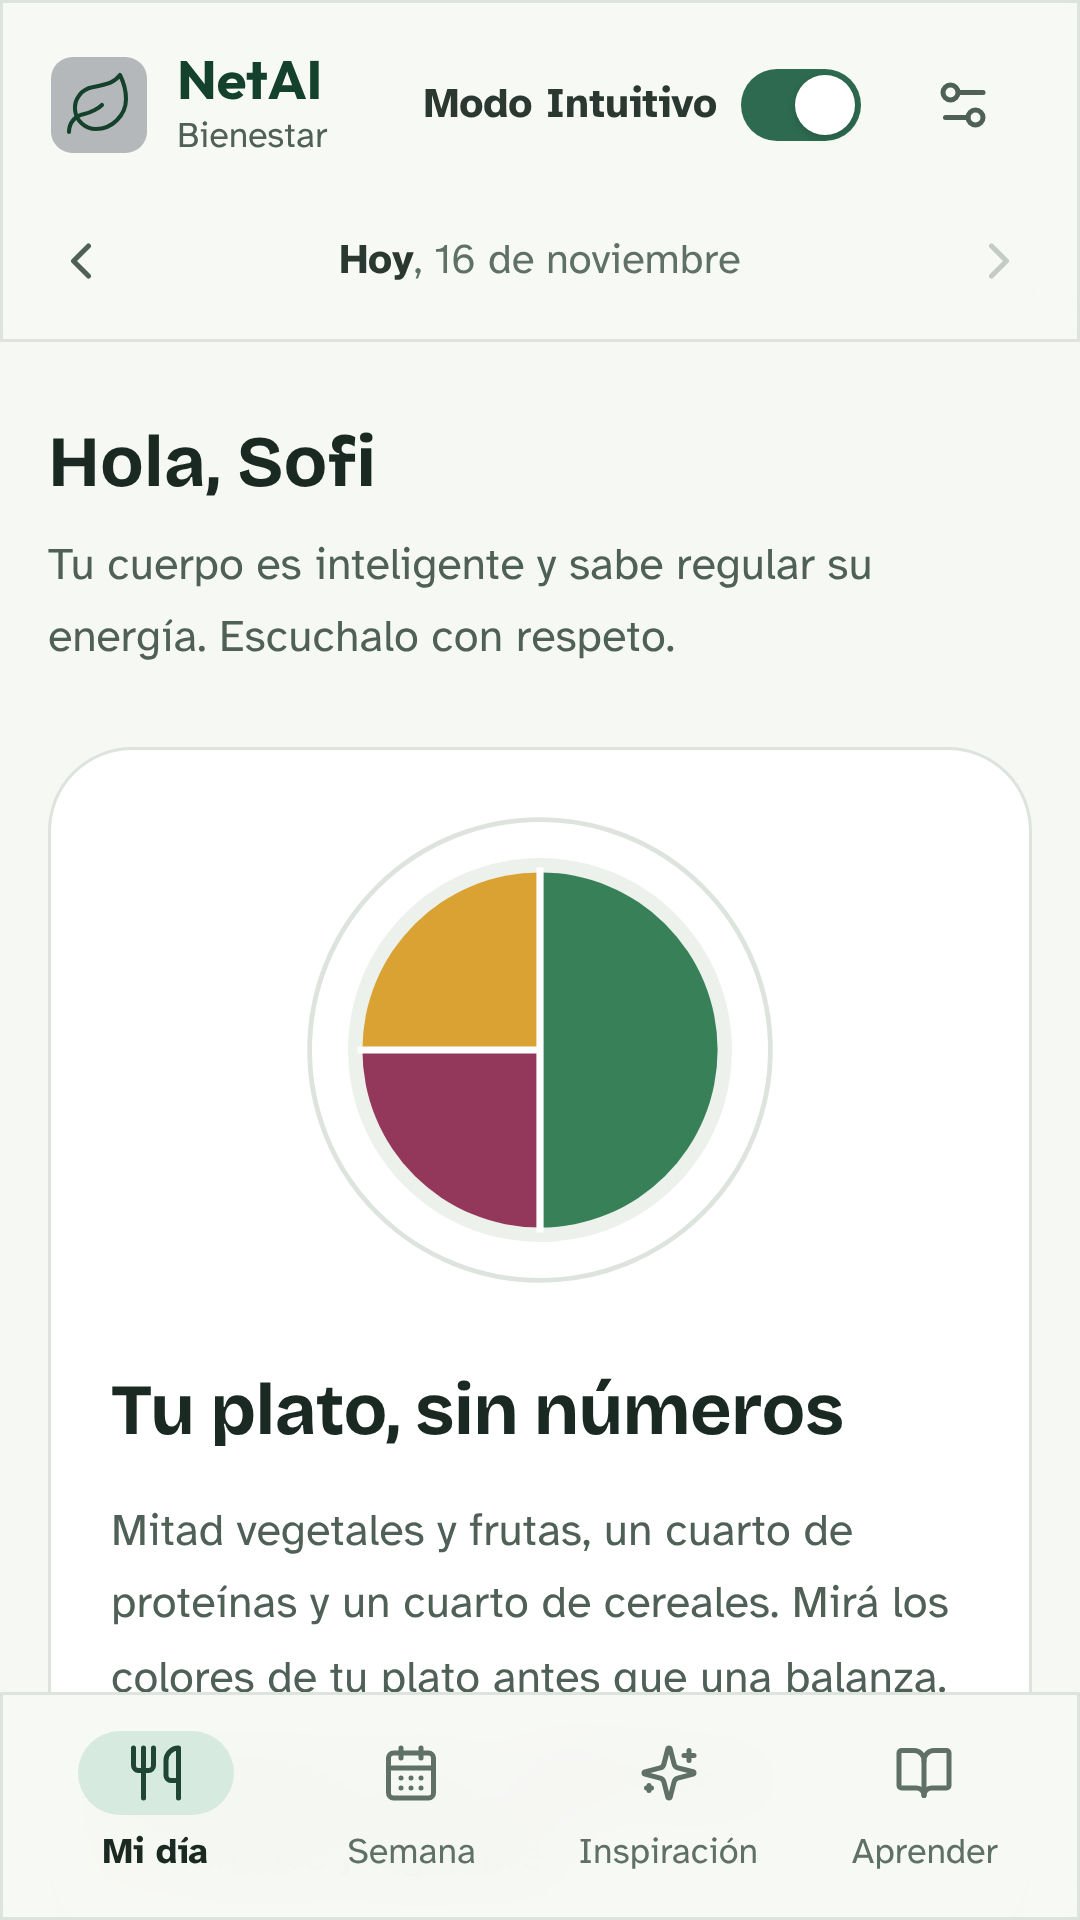 NetAI
Bienestar
Modo Intuitivo
Hoy, 16 de noviembre
Hola, Sofi
Tu cuerpo es inteligente y sabe regular su
energía. Escuchalo con respeto.
Tu plato, sin números
Mitad vegetales y frutas, un cuarto de
proteínas y un cuarto de cereales. Mirá los
colores de tu plato antes que una balanza.
Mi día
Semana
Inspiración
Aprender